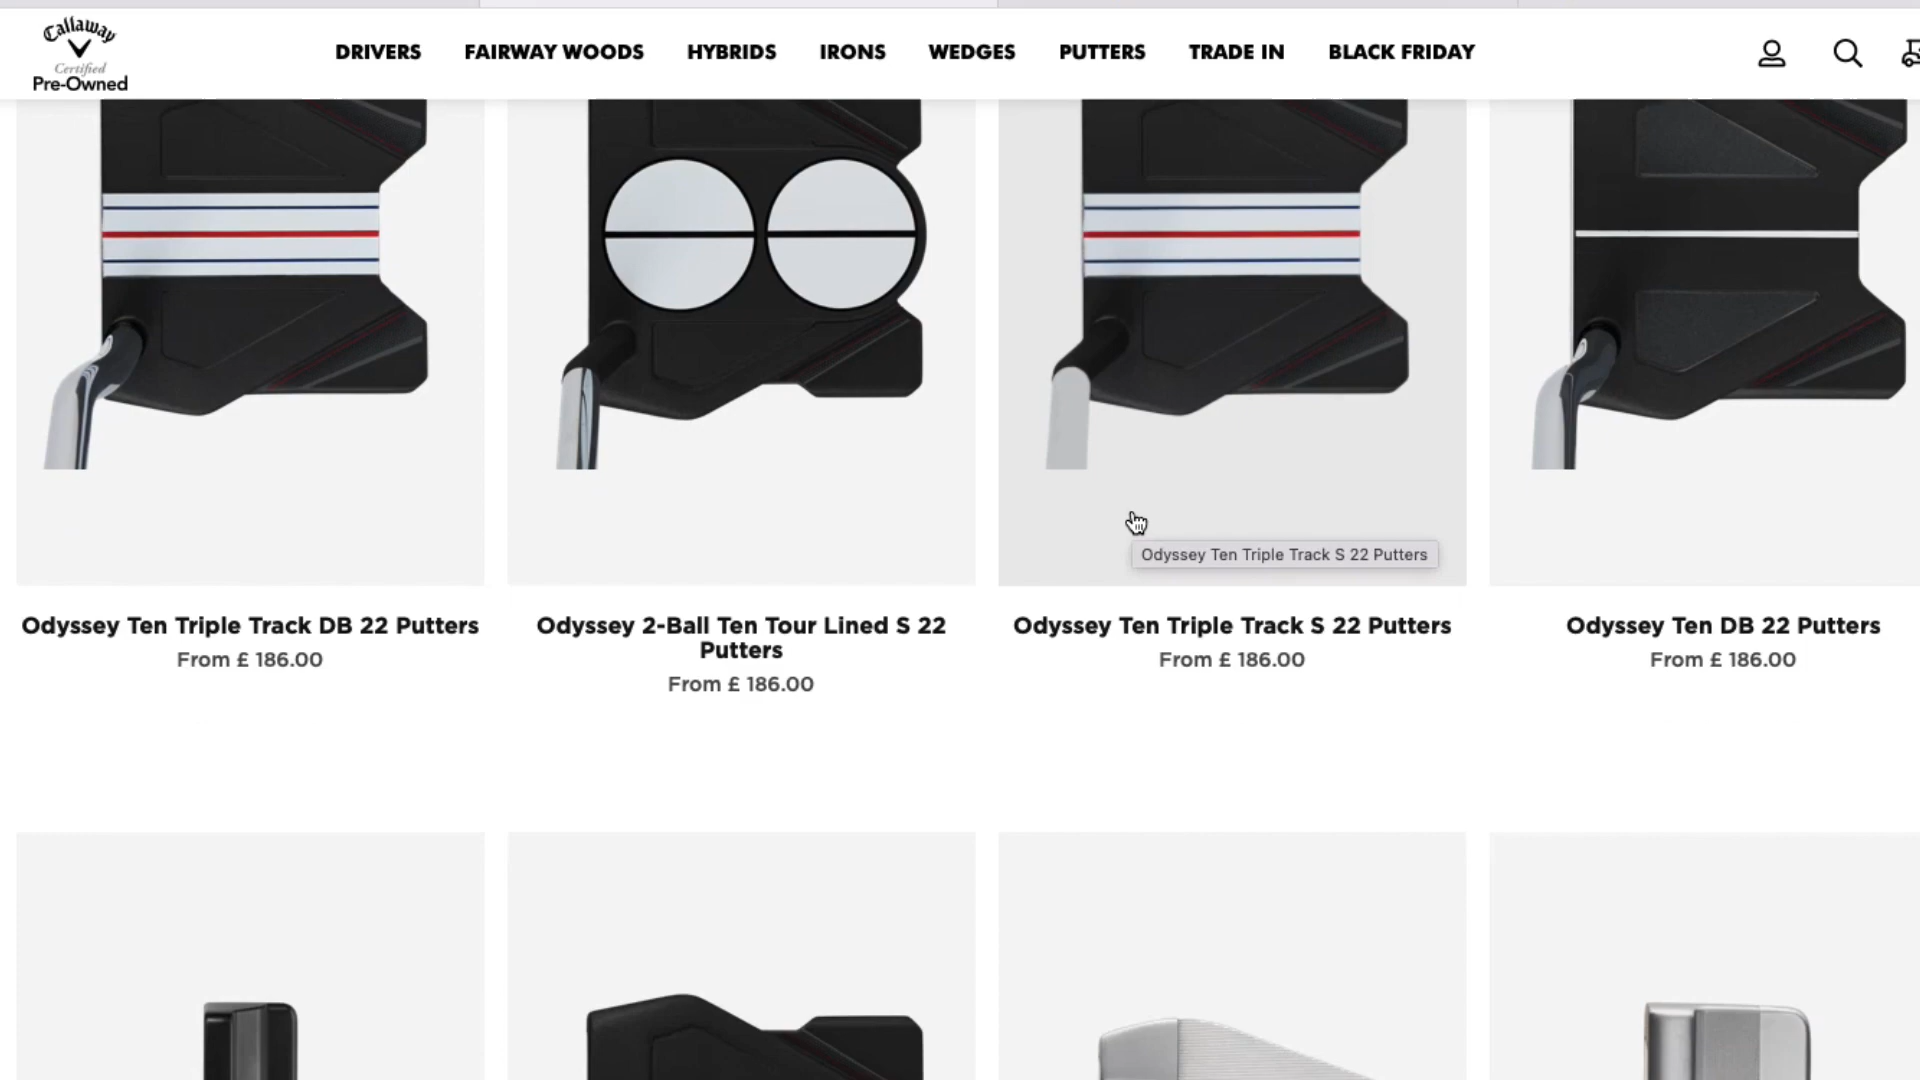 Callaway
Certified
Pre-Owned
DRIVERS
FAIRWAY WOODS
HYBRIDS
IRONS
WEDGES
PUTTERS
TRADE IN
BLACK FRIDAY
Odyssey Ten Triple Track S 22 Putters
Odyssey Ten Triple Track DB 22 Putters
From £ 186.00
Odyssey 2-Ball Ten Tour Lined S 22
Putters
From £ 186.00
Odyssey Ten Triple Track S 22 Putters
From £ 186.00
Odyssey Ten DB 22 Putters
From £ 186.00